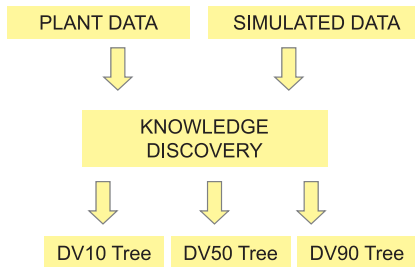 PLANT DATA
SIMULATED DATA
KNOWLEDGE
DISCOVERY
DV10 Tree
DV50 Tree
DV90 Tree